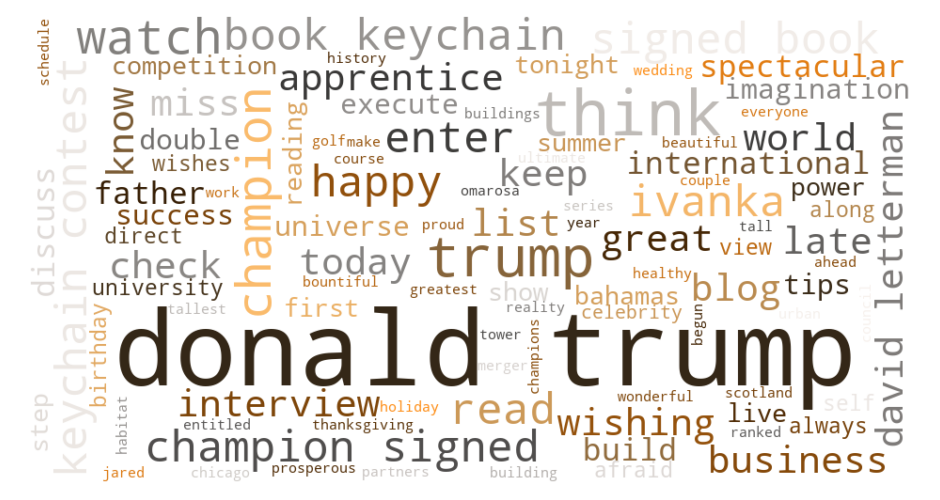 schedule
watch
book keychain
signed book
history
competition
apprentice
tonight
wedding
spectacular
imagination
miss
execute
buildings
think
everyone
know
double
enter
golf
make
summer
beautiful
world
keychain contest
champion
reading
wishes
course
ultimate
international
david letterman
father
work
happy
keep
omarosa
couple
power
discuss
success
series
ivanka
along
direct
universe
proud
list
year
great
tall
view
late
check
today
trump
ahead
university
bountiful
greatest
show
healthy
blog
tips
tallest
first
reality
bahamas
celebrity
begun
urban
council
birthday
donald trump
tower
champions
merger
step
habitat
interview
holiday
read
wonderful
scotland
self
entitled
thanksgiving
wishing
live
ranked
always
champion signed
build
business
jared
chicago
prosperous
partners
building
afraid